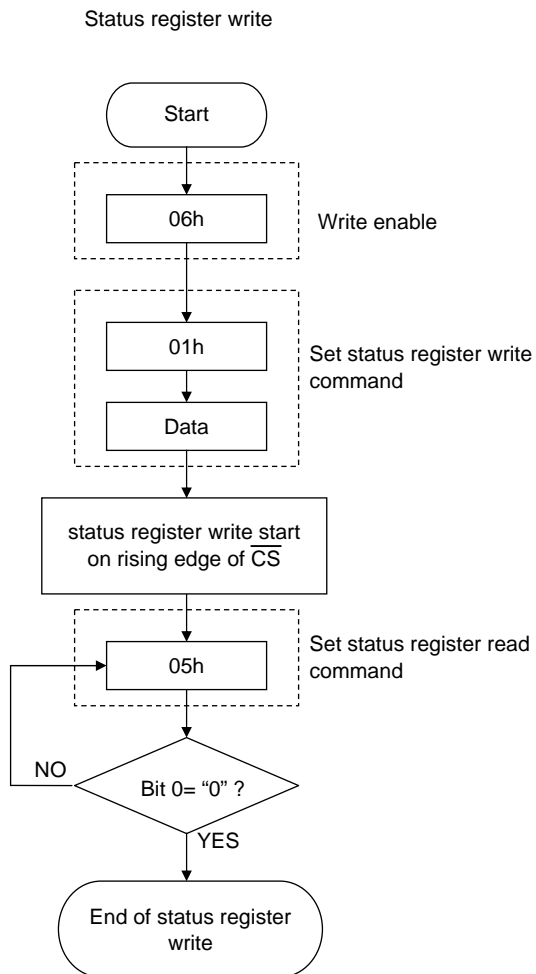 Status register write
Start
06h
Write enable
01h
Set status register write
command
Data
status register write start
on rising edge of C̅S̅
Set status register read
command
05h
NO
Bit 0= “0” ?
YES
End of status register
write